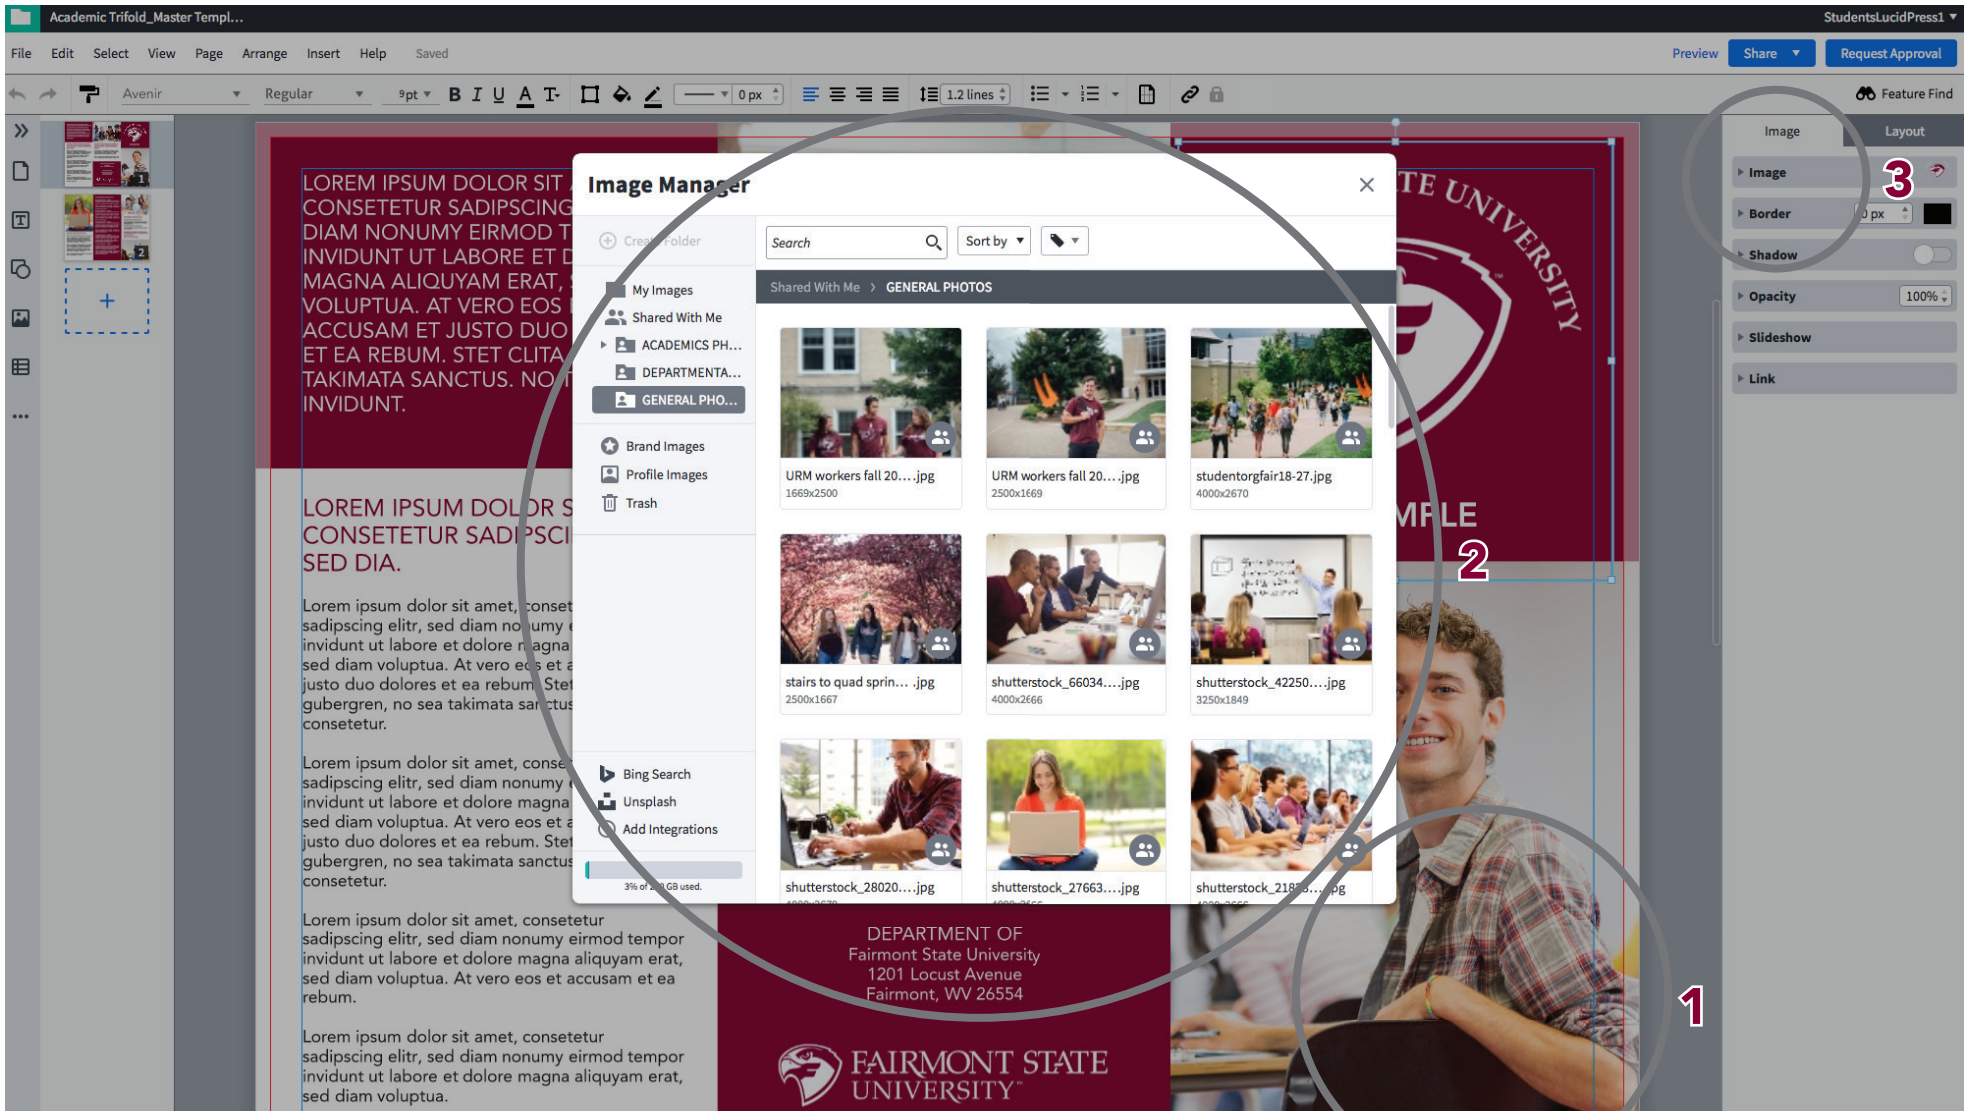 Academic Trifold_Master Templ...
StudentsLucidPress1
File Edit Select View Page Arrange Insert Help Saved
Preview Share Request Approval
Avenir Regular 9pt B I U A T 0 px 1.2 lines
Feature Find
Image Layout
Image
3
Border 0 px
Shadow
Opacity 100%
Slideshow
Link
1
2
+
LOREM IPSUM DOLOR SIT
CONSETETUR SADIPSCING
DIAM NONUMY EIRMOD T
INVIDUNT UT LABORE ET D
MAGNA ALIQUYAM ERAT,
VOLUPTUA. AT VERO EOS
ACCUSAM ET JUSTO DUO
ET EA REBUM. STET CLITA
TAKIMATA SANCTUS. NO T
INVIDUNT.
LOREM IPSUM DOLOR S
CONSETETUR SADIPSCI
SED DIA.
Lorem ipsum dolor sit amet, conset
sadipscing elitr, sed diam nonumy e
invidunt ut labore et dolore magna
sed diam voluptua. At vero eos et a
justo duo dolores et ea rebum. Stet
gubergren, no sea takimata sanctus
consetetur.
Lorem ipsum dolor sit amet, conse
sadipscing elitr, sed diam nonumy e
invidunt ut labore et dolore magna
sed diam voluptua. At vero eos et a
justo duo dolores et ea rebum. Stet
gubergren, no sea takimata sanctus
consetetur.
Lorem ipsum dolor sit amet, consetetur
sadipscing elitr, sed diam nonumy eirmod tempor
invidunt ut labore et dolore magna aliquyam erat,
sed diam voluptua. At vero eos et accusam et ea
rebum.
Lorem ipsum dolor sit amet, consetetur
sadipscing elitr, sed diam nonumy eirmod tempor
invidunt ut labore et dolore magna aliquyam erat,
sed diam voluptua.
Image Manager
Create Folder
My Images
Shared With Me
ACADEMICS PH...
DEPARTMENTA...
GENERAL PHO...
Brand Images
Profile Images
Trash
Bing Search
Unsplash
Add Integrations
3% of GB used.
Search
Sort by
Shared With Me > GENERAL PHOTOS
URM workers fall 20....jpg
1669x2500
URM workers fall 20....jpg
2500x1669
studentorgfair18-27.jpg
4000x2670
stairs to quad sprin... .jpg
2500x1667
shutterstock_66034....jpg
4000x2666
shutterstock_42250....jpg
3250x1849
shutterstock_28020....jpg
shutterstock_27663....jpg
TE UNIVERSITY
MPLE
2
DEPARTMENT OF
Fairmont State University
1201 Locust Avenue
Fairmont, WV 26554
FAIRMONT STATE
UNIVERSITY™
1